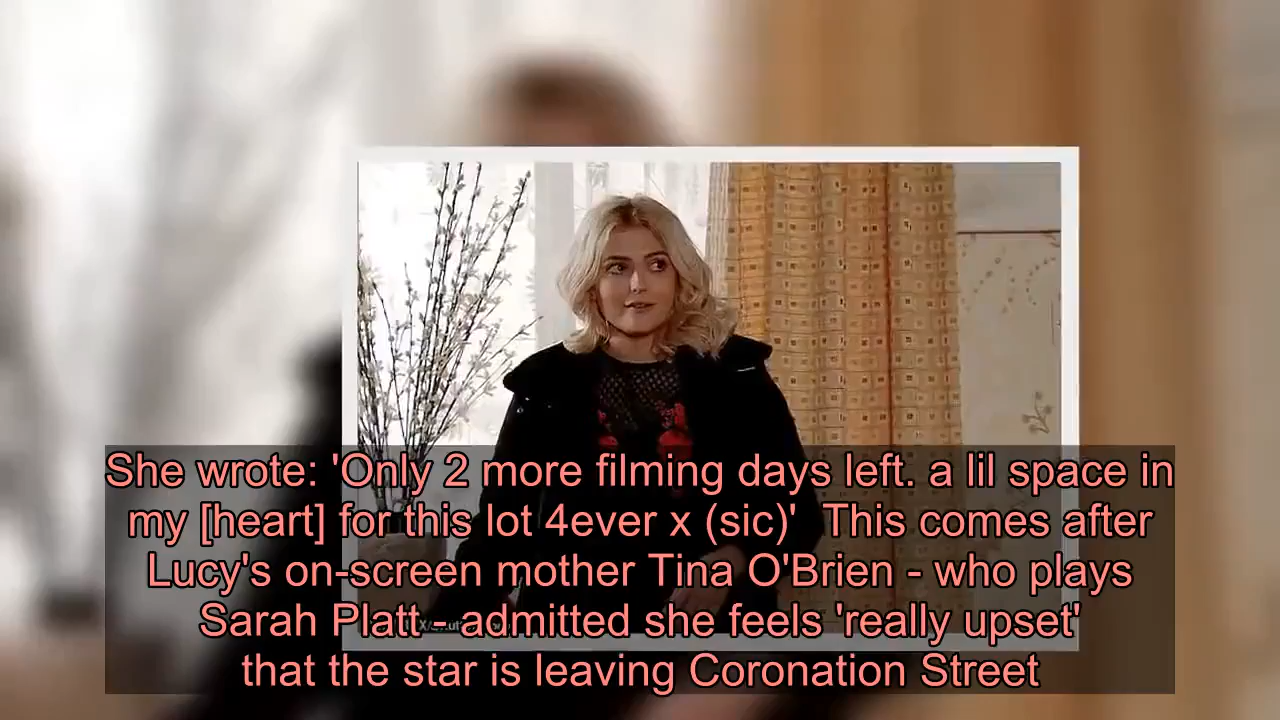 She wrote: 'Only 2 more filming days left. a lil space in
my [heart] for this lot 4ever x (sic)' This comes after
Lucy's on-screen mother Tina O'Brien - who plays
Sarah Platt - admitted she feels 'really upset'
that the star is leaving Coronation Street